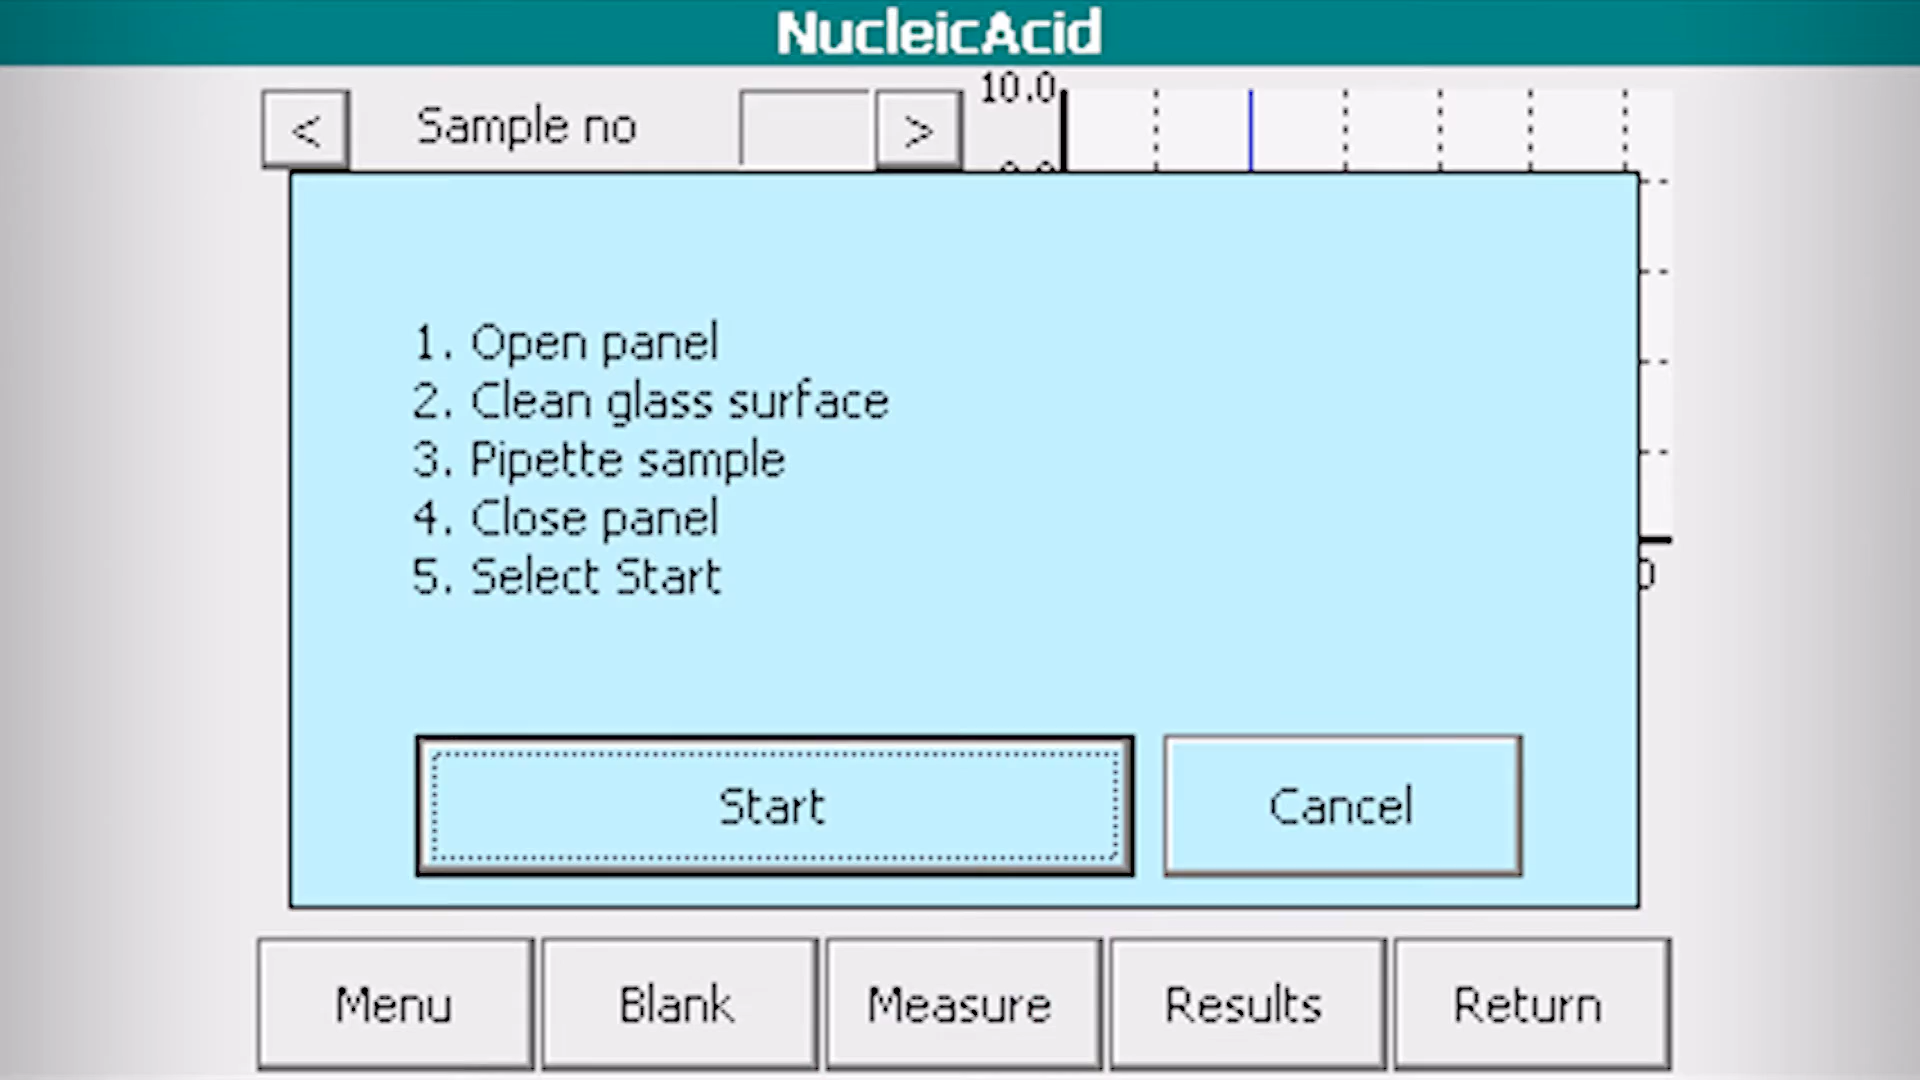 NucleicAcid
< Sample no > 10.0
1. Open panel
2. Clean glass surface
3. Pipette sample
4. Close panel
5. Select Start
Start Cancel
Menu Blank Measure Results Return